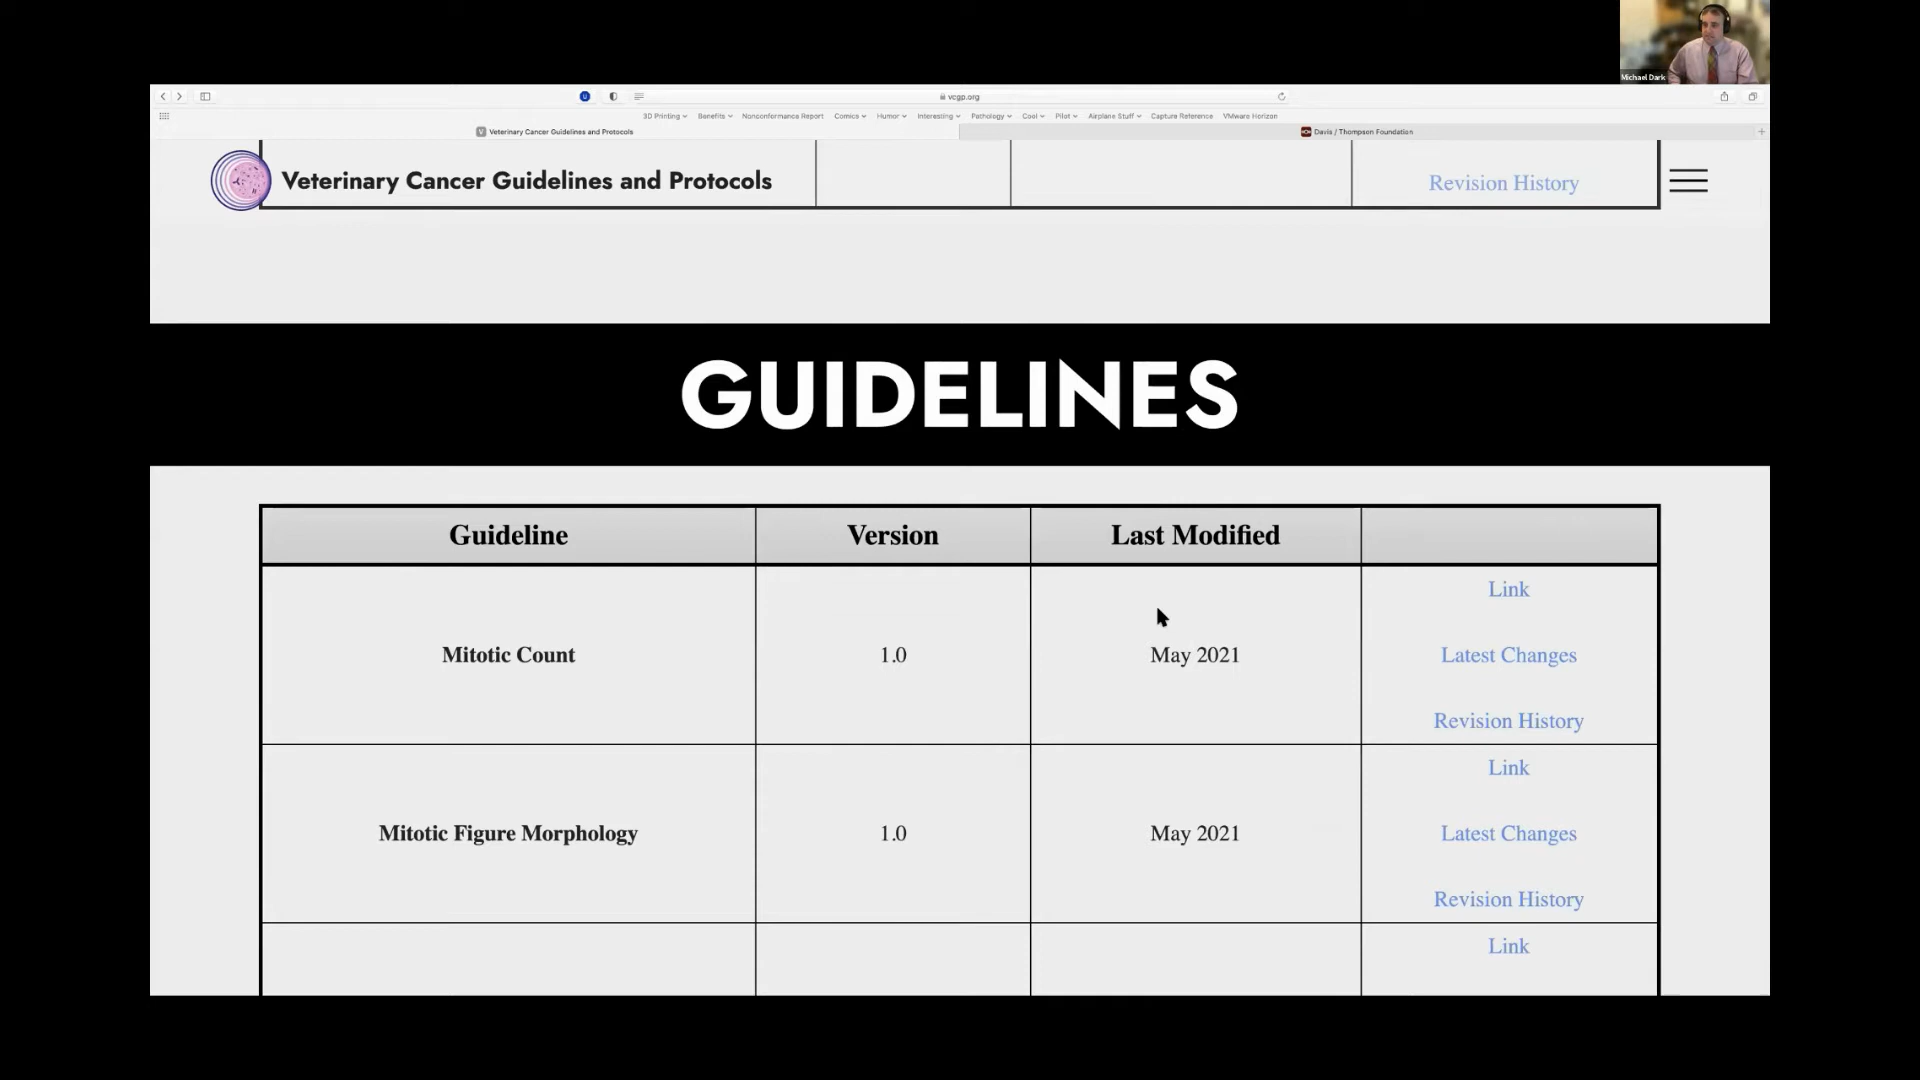 Michael Dark
vcgp.org
3D Printing Benefits Nonconformance Report Comics Humor Interesting Pathology Cool Pilot Airplane Stuff Capture Reference VMware Horizon
Veterinary Cancer Guidelines and Protocols
Davis / Thompson Foundation
Veterinary Cancer Guidelines and Protocols
Revision History
GUIDELINES
Guideline Version Last Modified
Link
Mitotic Count 1.0 May 2021 Latest Changes
Revision History
Link
Mitotic Figure Morphology 1.0 May 2021 Latest Changes
Revision History
Link